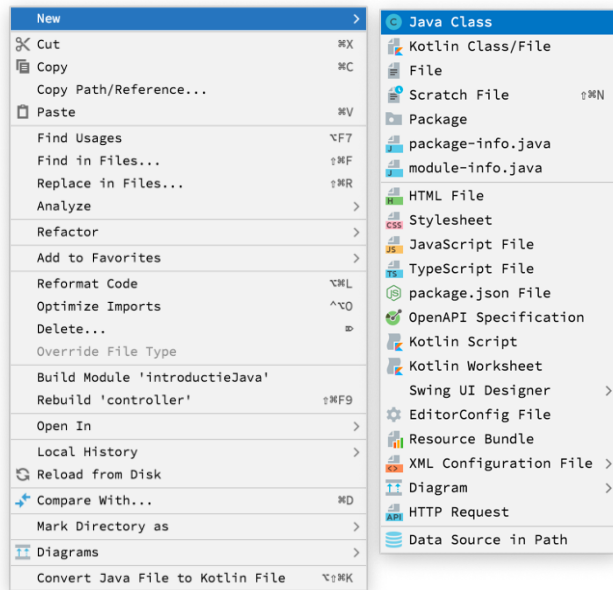 New
Cut ⌘X
Copy ⌘C
Copy Path/Reference...
Paste ⌘V
Find Usages ⌥F7
Find in Files... ⇧⌘F
Replace in Files... ⇧⌘R
Analyze
Refactor
Add to Favorites
Reformat Code ⌥⌘L
Optimize Imports ^⌥O
Delete... ⌦
Override File Type
Build Module 'introductieJava'
Rebuild 'controller' ⇧⌘F9
Open In
Local History
Reload from Disk
Compare With... ⌘D
Mark Directory as
Diagrams
Convert Java File to Kotlin File ⌥⇧⌘K
C Java Class
Kotlin Class/File
File
Scratch File ⇧⌘N
Package
J package-info.java
J module-info.java
H HTML File
CSS Stylesheet
JS JavaScript File
TS TypeScript File
JS package.json File
OpenAPI Specification
Kotlin Script
Kotlin Worksheet
Swing UI Designer
EditorConfig File
Resource Bundle
XML Configuration File
Diagram
API HTTP Request
Data Source in Path